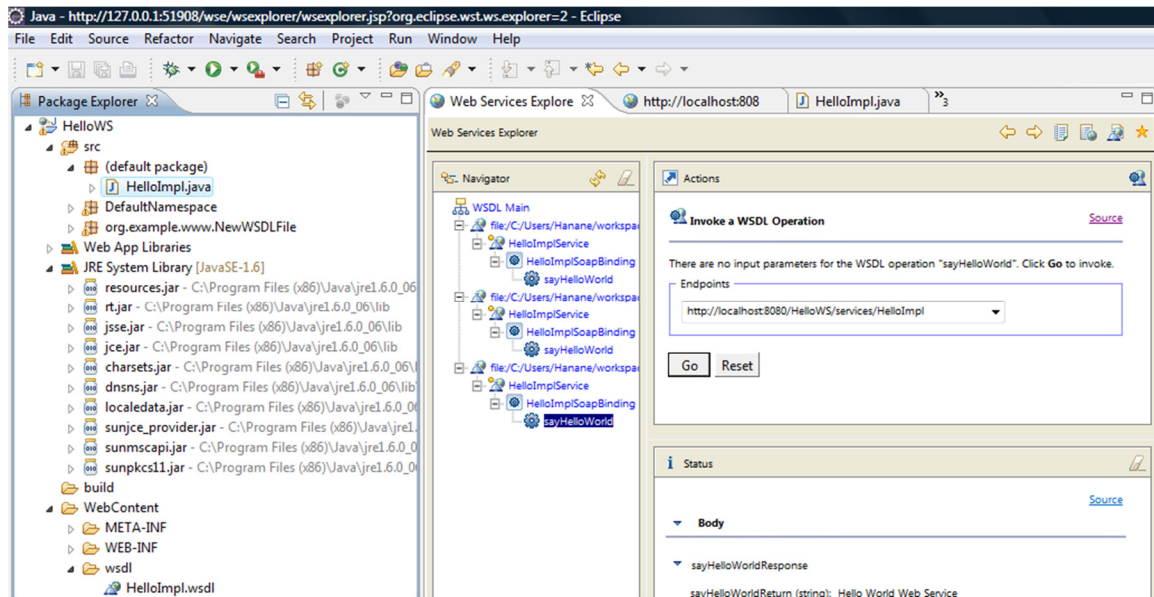 Java - http://127.0.0.1:51908/wse/wsexplorer/wsexplorer.jsp?org.eclipse.wst.ws.explorer=2 - Eclipse
File Edit Source Refactor Navigate Search Project Run Window Help
Package Explorer
HelloWS
src
(default package)
HelloImpl.java
DefaultNamespace
org.example.www.NewWSDLFile
Web App Libraries
JRE System Library [JavaSE-1.6]
resources.jar - C:\Program Files (x86)\Java\jre1.6.0_06
rt.jar - C:\Program Files (x86)\Java\jre1.6.0_06\lib
jsse.jar - C:\Program Files (x86)\Java\jre1.6.0_06\lib
jce.jar - C:\Program Files (x86)\Java\jre1.6.0_06\lib
charsets.jar - C:\Program Files (x86)\Java\jre1.6.0_06\l
dnsns.jar - C:\Program Files (x86)\Java\jre1.6.0_06\lib
localedata.jar - C:\Program Files (x86)\Java\jre1.6.0_0
sunjce_provider.jar - C:\Program Files (x86)\Java\jre1.
sunmscapi.jar - C:\Program Files (x86)\Java\jre1.6.0_0
sunpkcs11.jar - C:\Program Files (x86)\Java\jre1.6.0_0
build
WebContent
META-INF
WEB-INF
wsdl
HelloImpl.wsdl
Web Services Explore http://localhost:808 HelloImpl.java »3
Web Services Explorer
Navigator
WSDL Main
file:/C:/Users/Hanane/workspa
HelloImplService
HelloImplSoapBinding
sayHelloWorld
file:/C:/Users/Hanane/workspa
HelloImplService
HelloImplSoapBinding
sayHelloWorld
file:/C:/Users/Hanane/workspa
HelloImplService
HelloImplSoapBinding
sayHelloWorld
Actions
Invoke a WSDL Operation Source
There are no input parameters for the WSDL operation "sayHelloWorld". Click Go to invoke.
Endpoints
http://localhost:8080/HelloWS/services/HelloImpl
Go Reset
i Status
Source
Body
sayHelloWorldResponse
sayHelloWorldReturn (string): Hello World Web Service